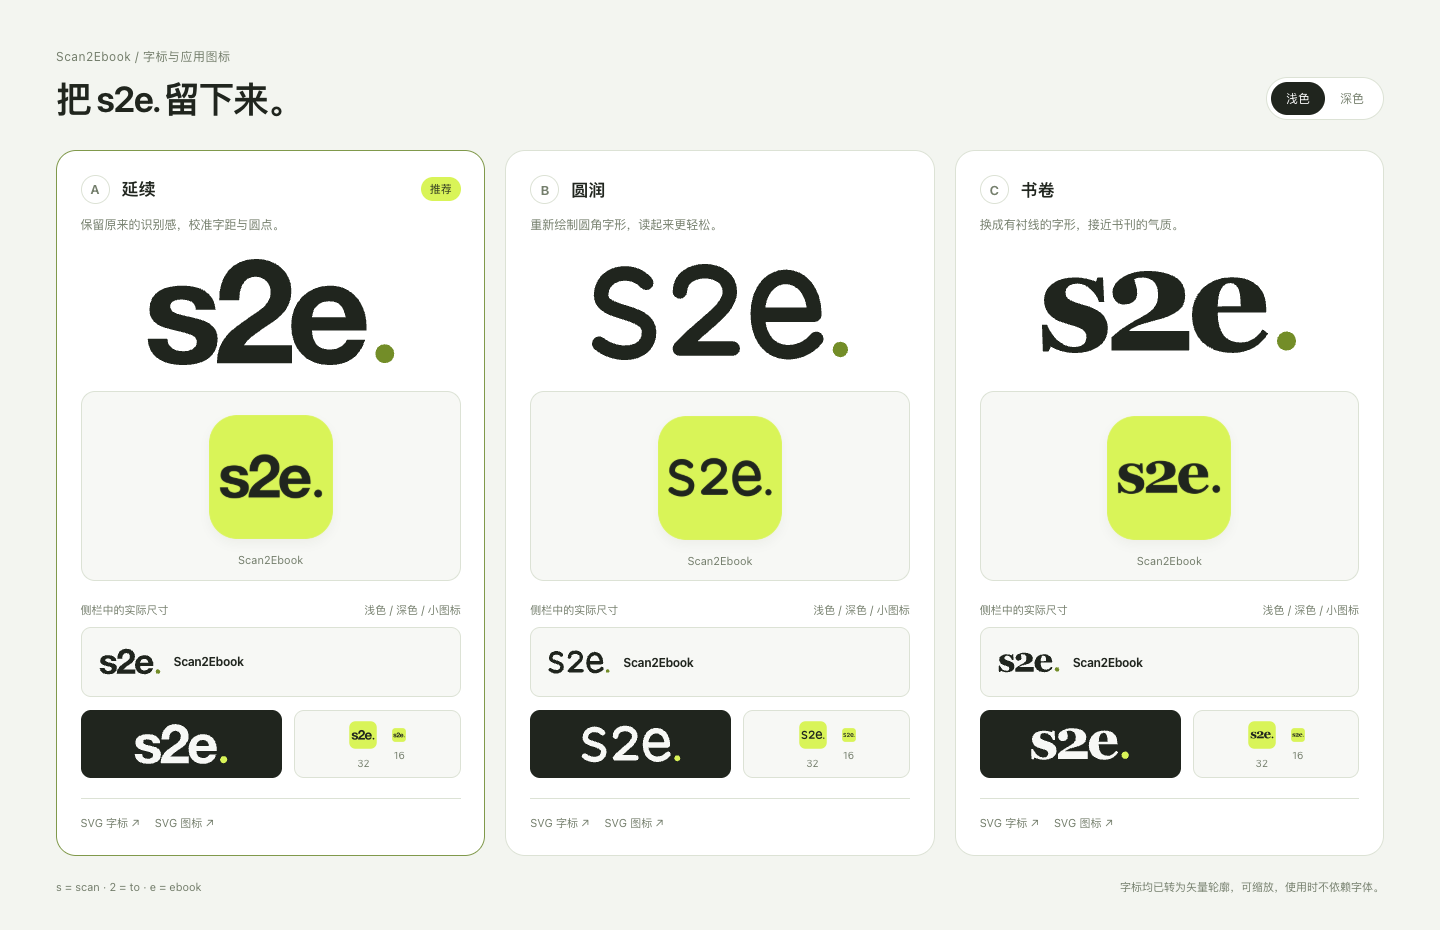 Scan2Ebook / 字标与应用图标
把 s2e. 留下来。
浅色
深色
A
延续
推荐
保留原来的识别感，校准字距与圆点。
s2e.
s2e.
Scan2Ebook
侧栏中的实际尺寸
浅色 / 深色 / 小图标
s2e.
Scan2Ebook
s2e.
s2e.
32
s2e.
16
SVG 字标 ↗
SVG 图标 ↗
B
圆润
重新绘制圆角字形，读起来更轻松。
s2e.
s2e.
Scan2Ebook
侧栏中的实际尺寸
浅色 / 深色 / 小图标
s2e.
Scan2Ebook
s2e.
s2e.
32
s2e.
16
SVG 字标 ↗
SVG 图标 ↗
C
书卷
换成有衬线的字形，接近书刊的气质。
s2e.
s2e.
Scan2Ebook
侧栏中的实际尺寸
浅色 / 深色 / 小图标
s2e.
Scan2Ebook
s2e.
s2e.
32
s2e.
16
SVG 字标 ↗
SVG 图标 ↗
s = scan · 2 = to · e = ebook
字标均已转为矢量轮廓，可缩放，使用时不依赖字体。